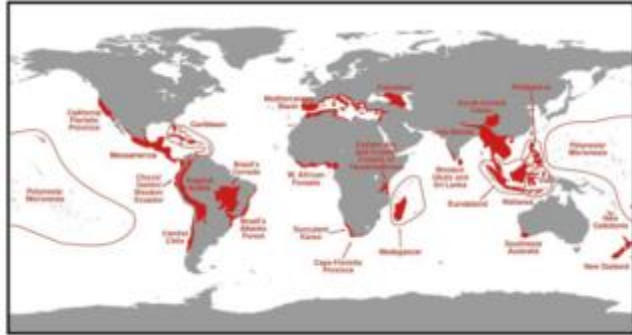 California
Floristic
Province
Caribbean
Mesoamerica
Polynesia/
Micronesia
Chocó/
Darién/
Western
Ecuador
Tropical
Andes
Brazil's
Cerrado
Central
Chile
Brazil's
Atlantic
Forest
Mediterranean
Basin
Caucasus
W. African
Forests
Succulent
Karoo
Cape Floristic
Province
Madagascar
South-Central
China
Philippines
Western
Ghats and
Sri Lanka
Sundaland
Wallacea
Polynesia/
Micronesia
New
Caledonia
Southwest
Australia
New Zealand